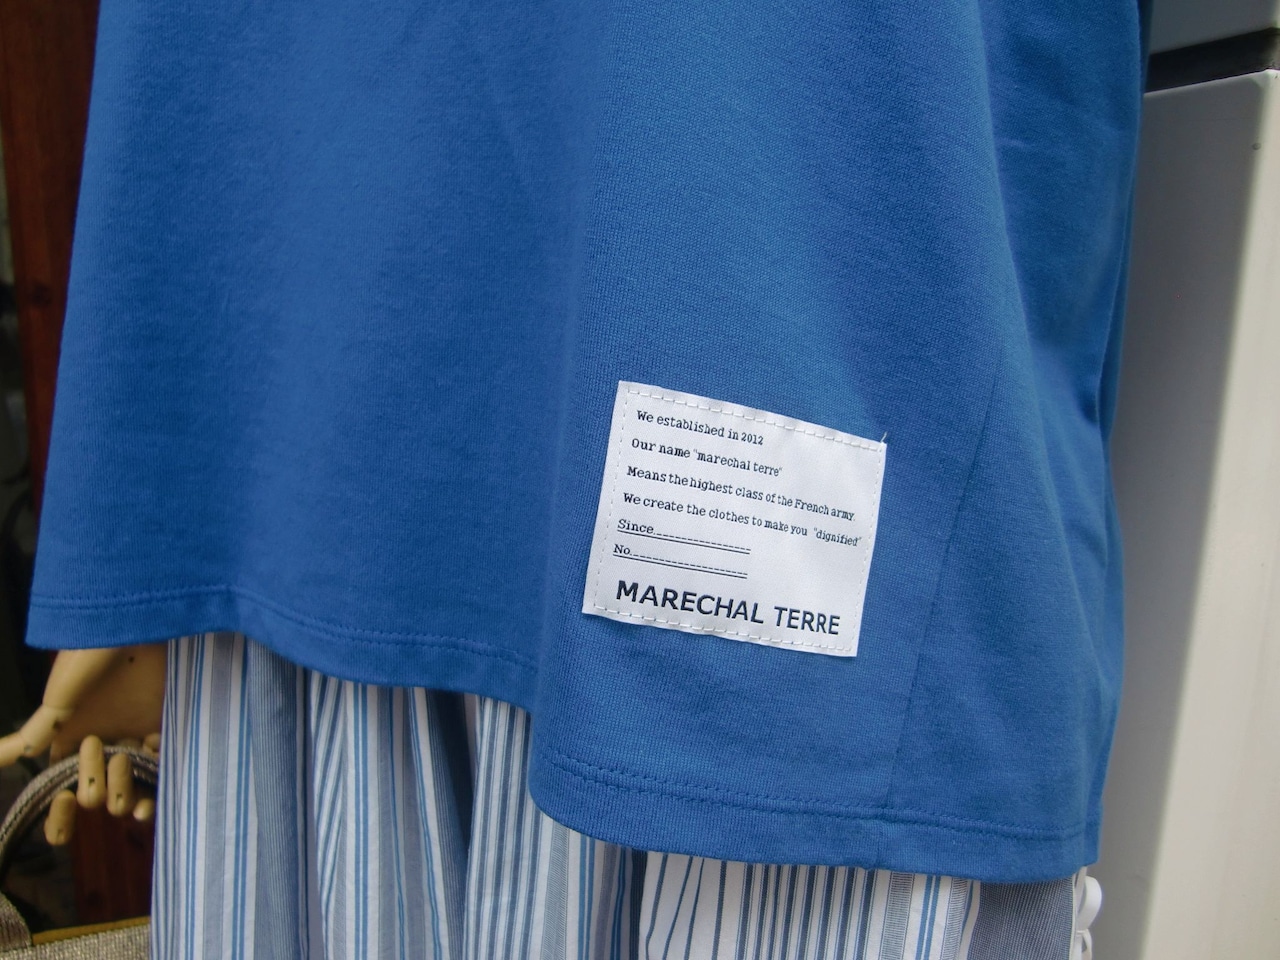 We established in 2012
Our name "marechal terre"
Means the highest class of the French army.
We create the clothes to make you "dignified"
Since
No.
MARECHAL TERRE